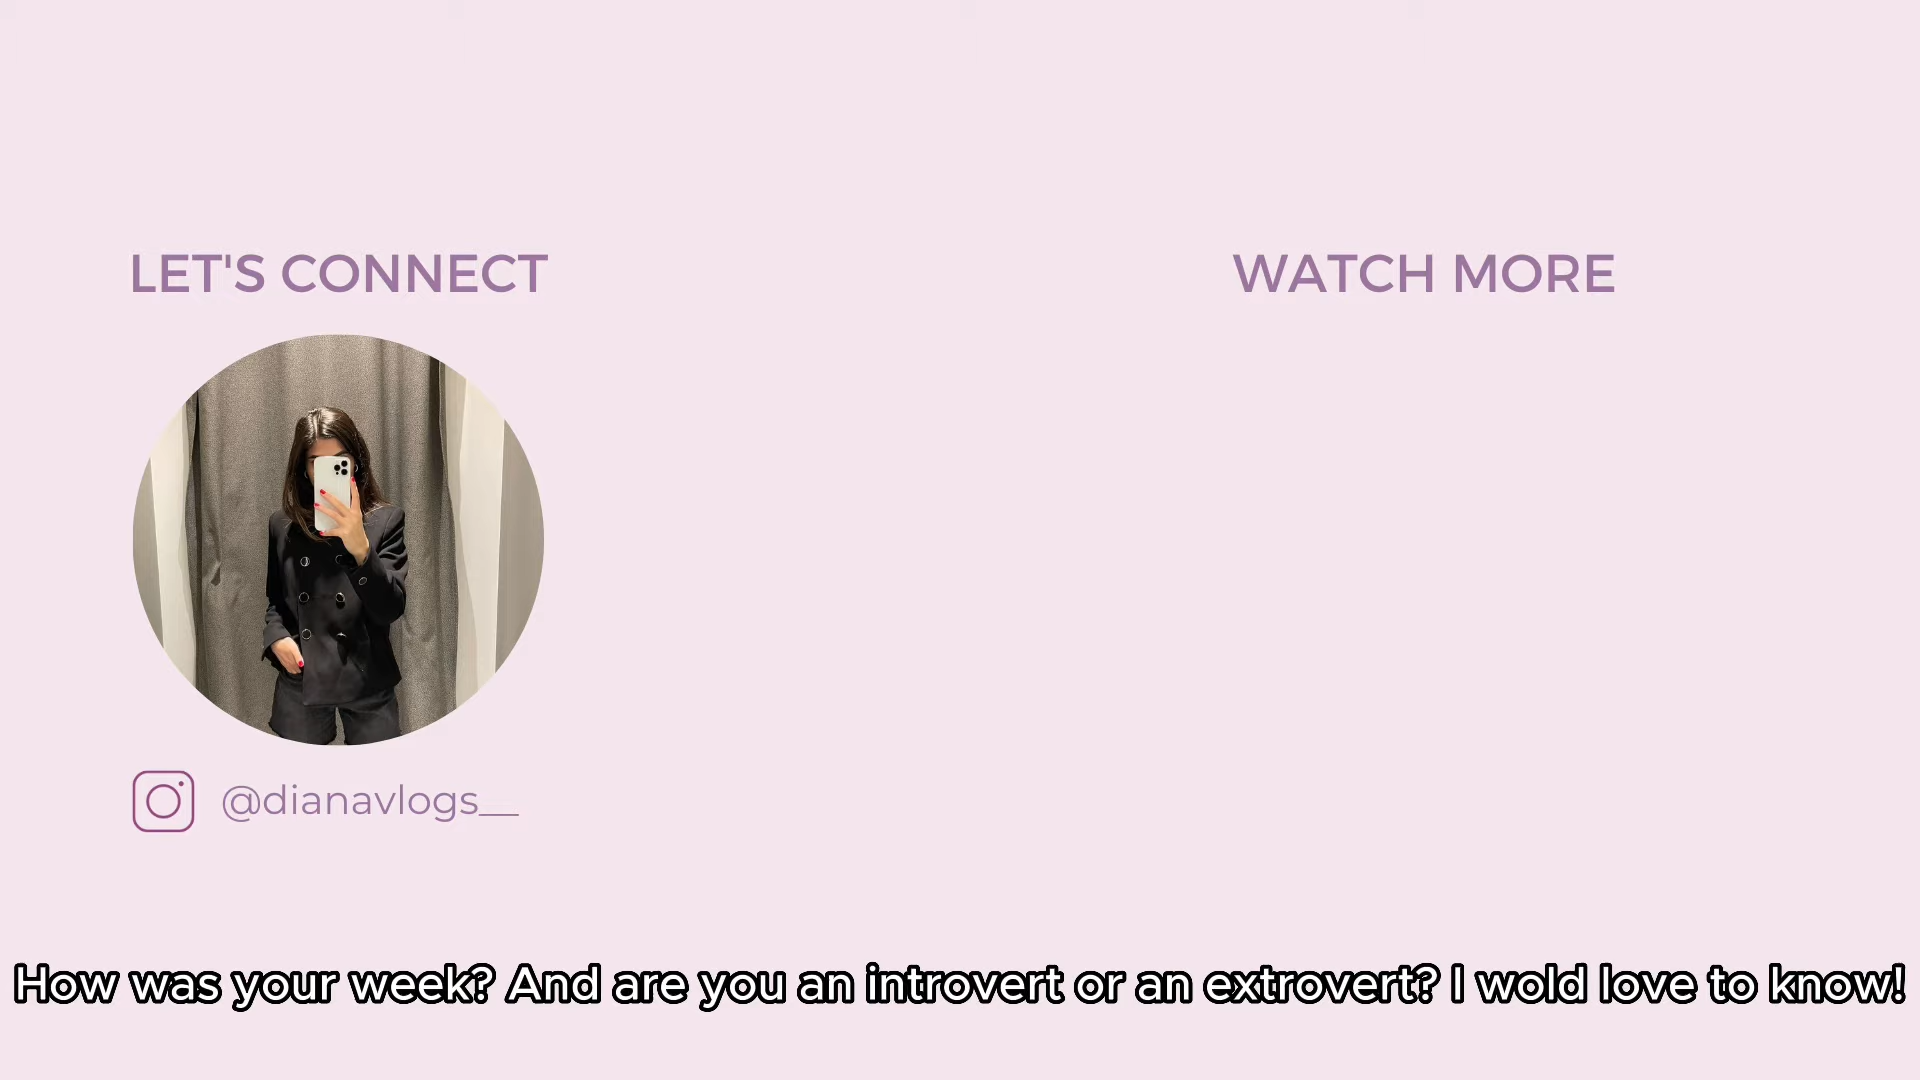 LET'S CONNECT
WATCH MORE
@dianavlogs__
How was your week? And are you an introvert or an extrovert? I wold love to know!